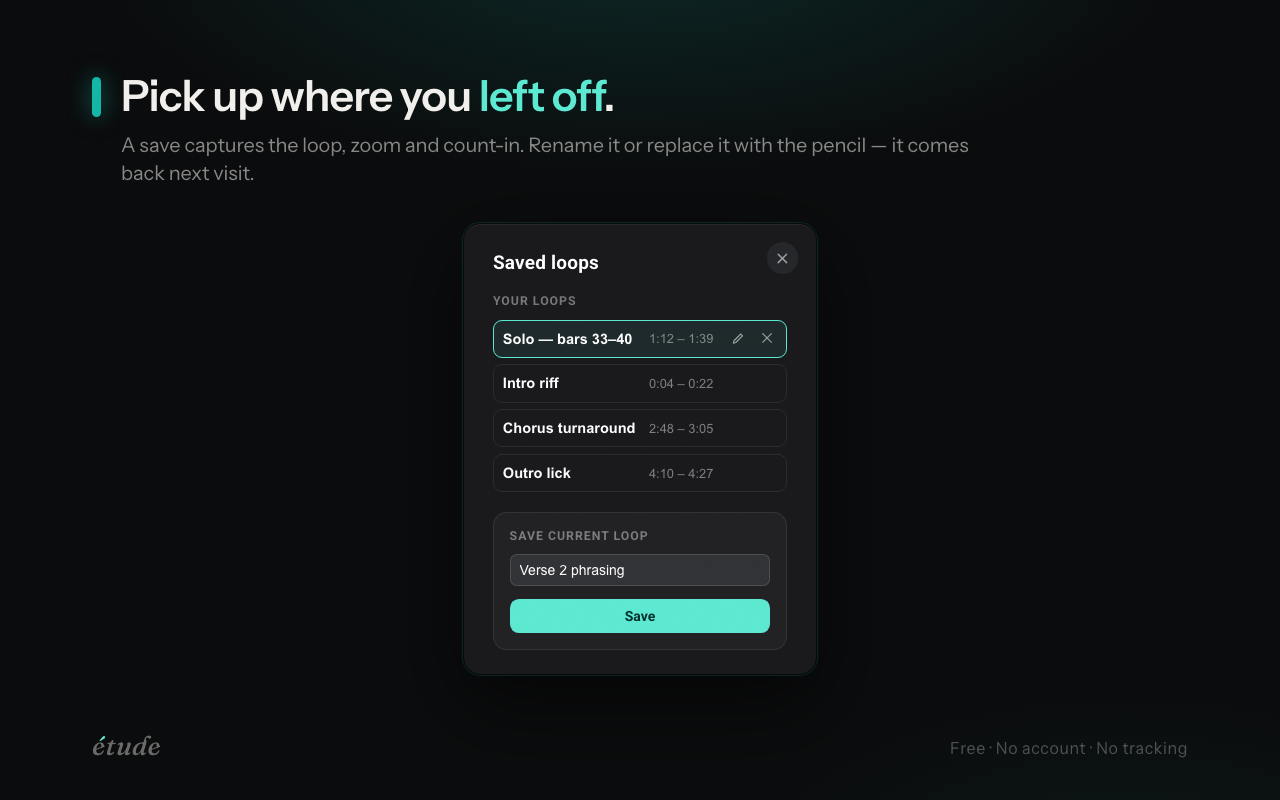 Pick up where you left off.
A save captures the loop, zoom and count-in. Rename it or replace it with the pencil — it comes
back next visit.
Saved loops
YOUR LOOPS
Solo — bars 33–40 1:12 – 1:39
Intro riff 0:04 – 0:22
Chorus turnaround 2:48 – 3:05
Outro lick 4:10 – 4:27
SAVE CURRENT LOOP
Verse 2 phrasing
Save
étude
Free · No account · No tracking